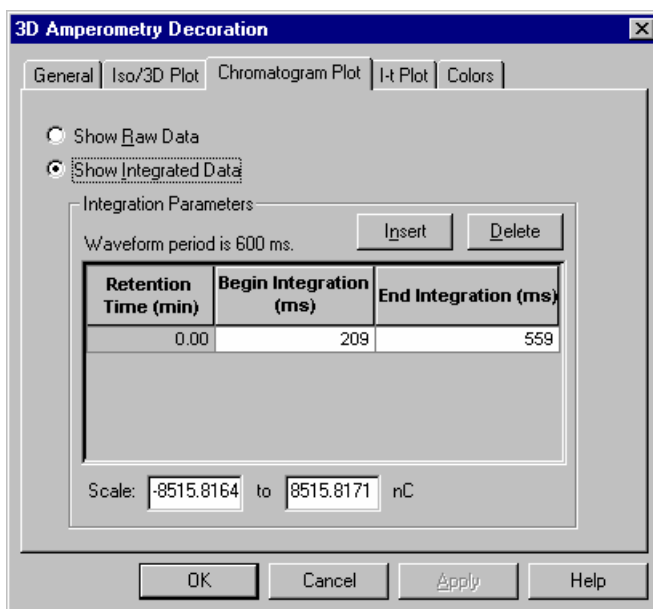 3D Amperometry Decoration
General Iso/3D Plot Chromatogram Plot I-t Plot Colors
Show Raw Data
Show Integrated Data
Integration Parameters
Waveform period is 600 ms. Insert Delete
Retention Time (min) Begin Integration (ms) End Integration (ms)
0.00 209 559
Scale: -8515.8164 to 8515.8171 nC
OK Cancel Apply Help